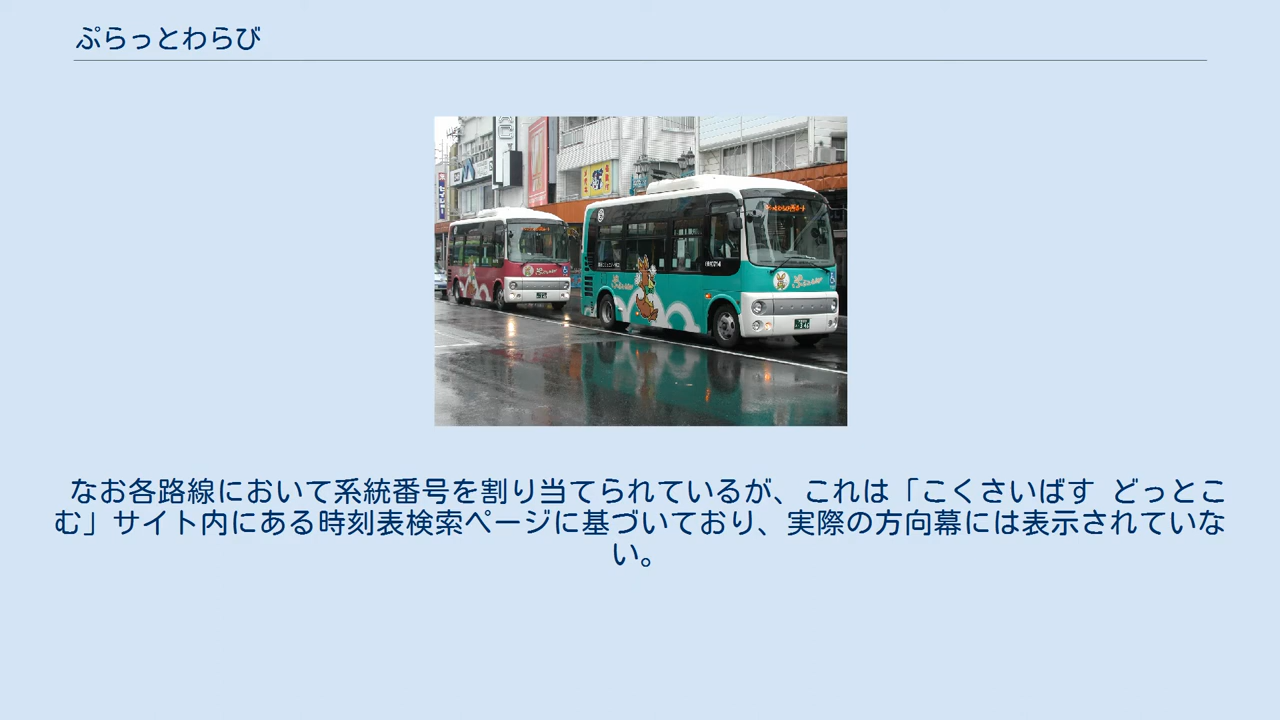 ぷらっとわらび
なお各路線において系統番号を割り当てられているが、これは「こくさいばす どっとこ
む」サイト内にある時刻表検索ページに基づいており、実際の方向幕には表示されていな
い。